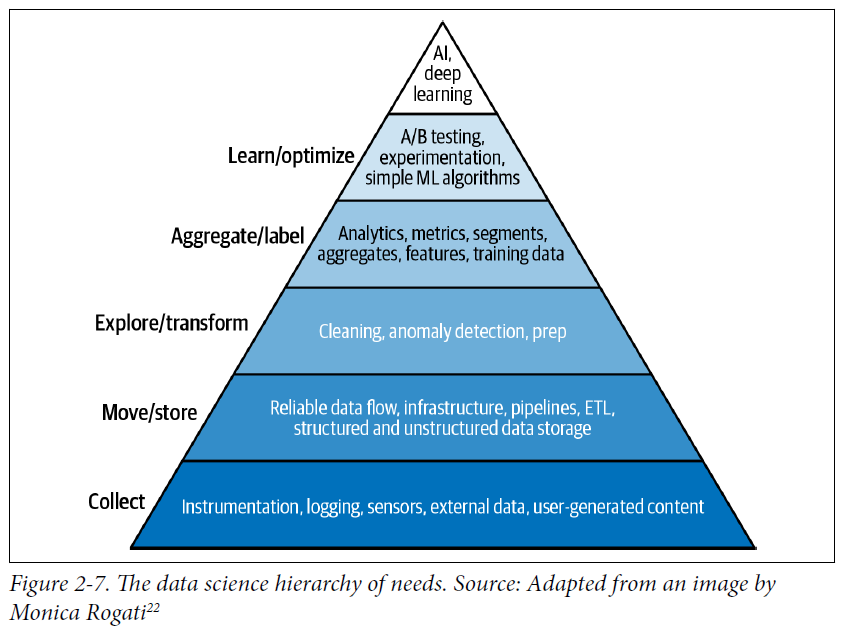 AI,
deep
learning
Learn/optimize
A/B testing,
experimentation,
simple ML algorithms
Aggregate/label
Analytics, metrics, segments,
aggregates, features, training data
Explore/transform
Cleaning, anomaly detection, prep
Move/store
Reliable data flow, infrastructure, pipelines, ETL,
structured and unstructured data storage
Collect
Instrumentation, logging, sensors, external data, user-generated content
Figure 2-7. The data science hierarchy of needs. Source: Adapted from an image by
Monica Rogati22